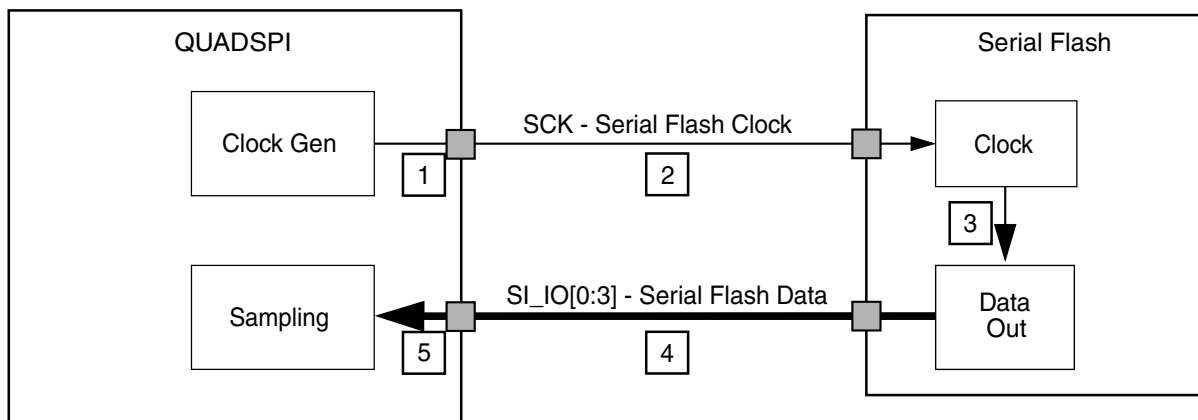 QUADSPI
Serial Flash
Clock Gen
SCK - Serial Flash Clock
Clock
1
2
3
Sampling
SI_IO[0:3] - Serial Flash Data
Data
Out
5
4